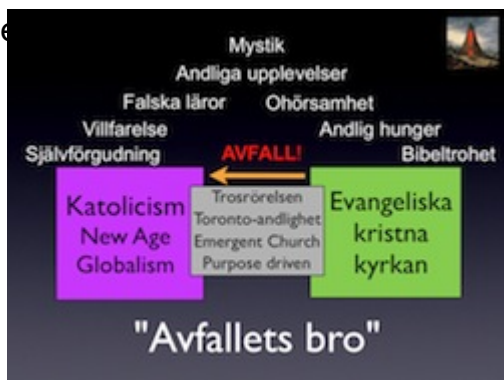 Mystik
Andliga upplevelser
Falska läror Ohörsamhet
Villfarelse Andlig hunger
Självförgudning AVFALL! Bibeltrohet
Katolicism
New Age
Globalism
Trosrörelsen
Toronto-andlighet
Emergent Church
Purpose driven
Evangeliska
kristna
kyrkan
"Avfallets bro"